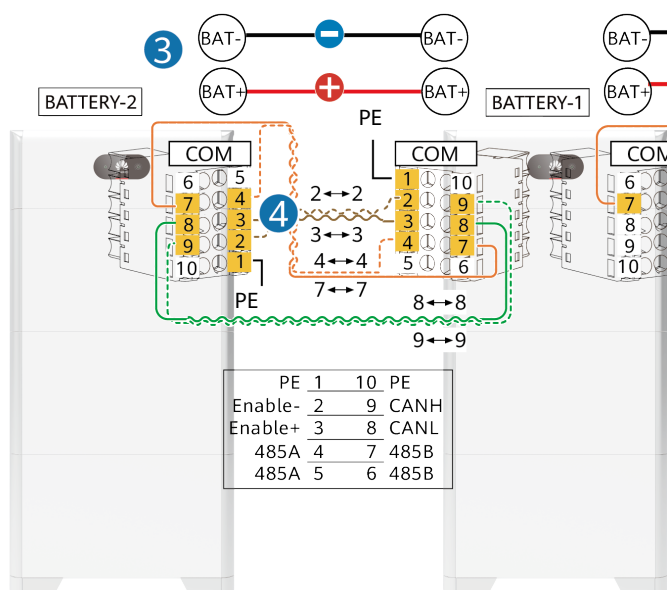 3
BAT- BAT- BAT-
BAT+ BAT+ BAT+
BATTERY-2
BATTERY-1
PE
COM
COM
COM
6 5
7 4
8 3
9 2
10 1
PE
4
1 10
2 9
3 8
4 7
5 6
6
7
8
9
10
2↔2
3↔3
4↔4
7↔7
8↔8
9↔9
PE 1 10 PE
Enable- 2 9 CANH
Enable+ 3 8 CANL
485A 4 7 485B
485A 5 6 485B